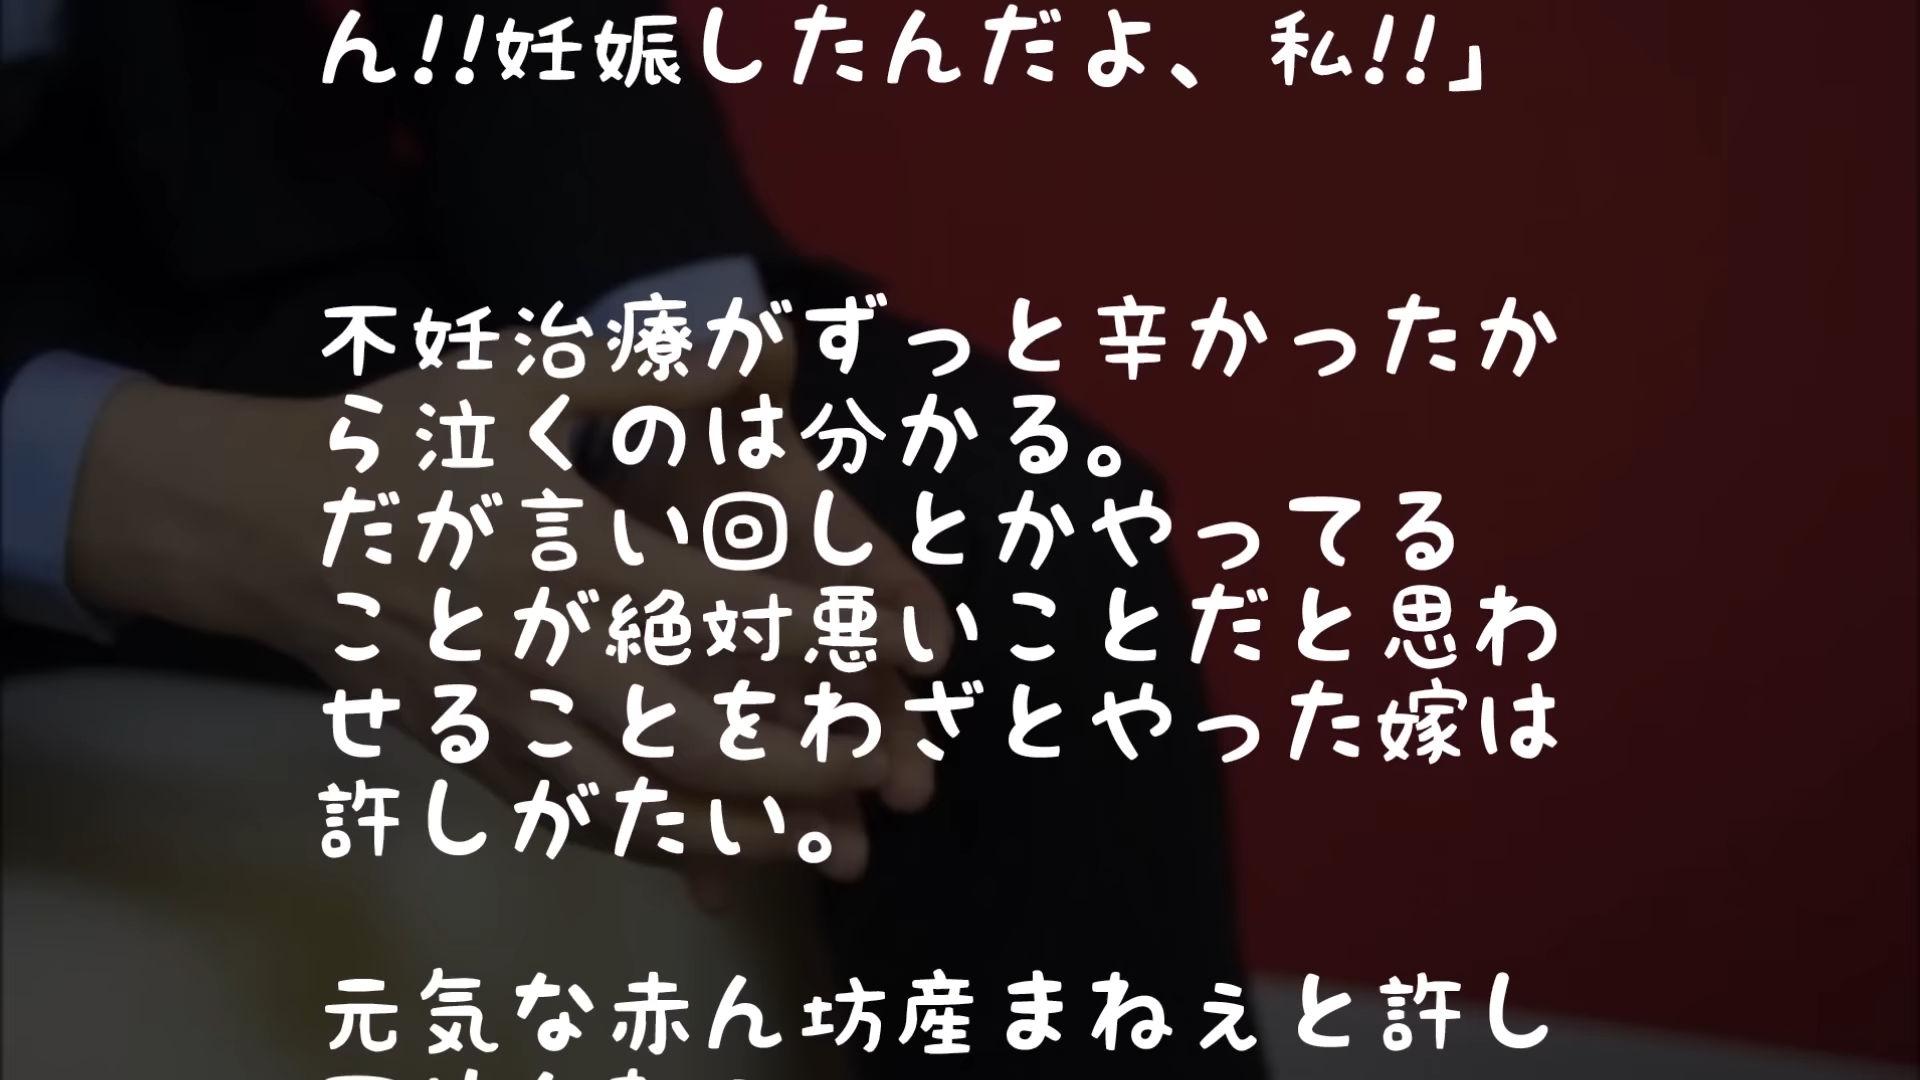 ん!!妊娠したんだよ、私!!」
不妊治療がずっと辛かったか
ら泣くのは分かる。
だが言い回しとかやってる
ことが絶対悪いことだと思わ
せることをわざとやった嫁は
許しがたい。
元気な赤ん坊産まねぇと許し